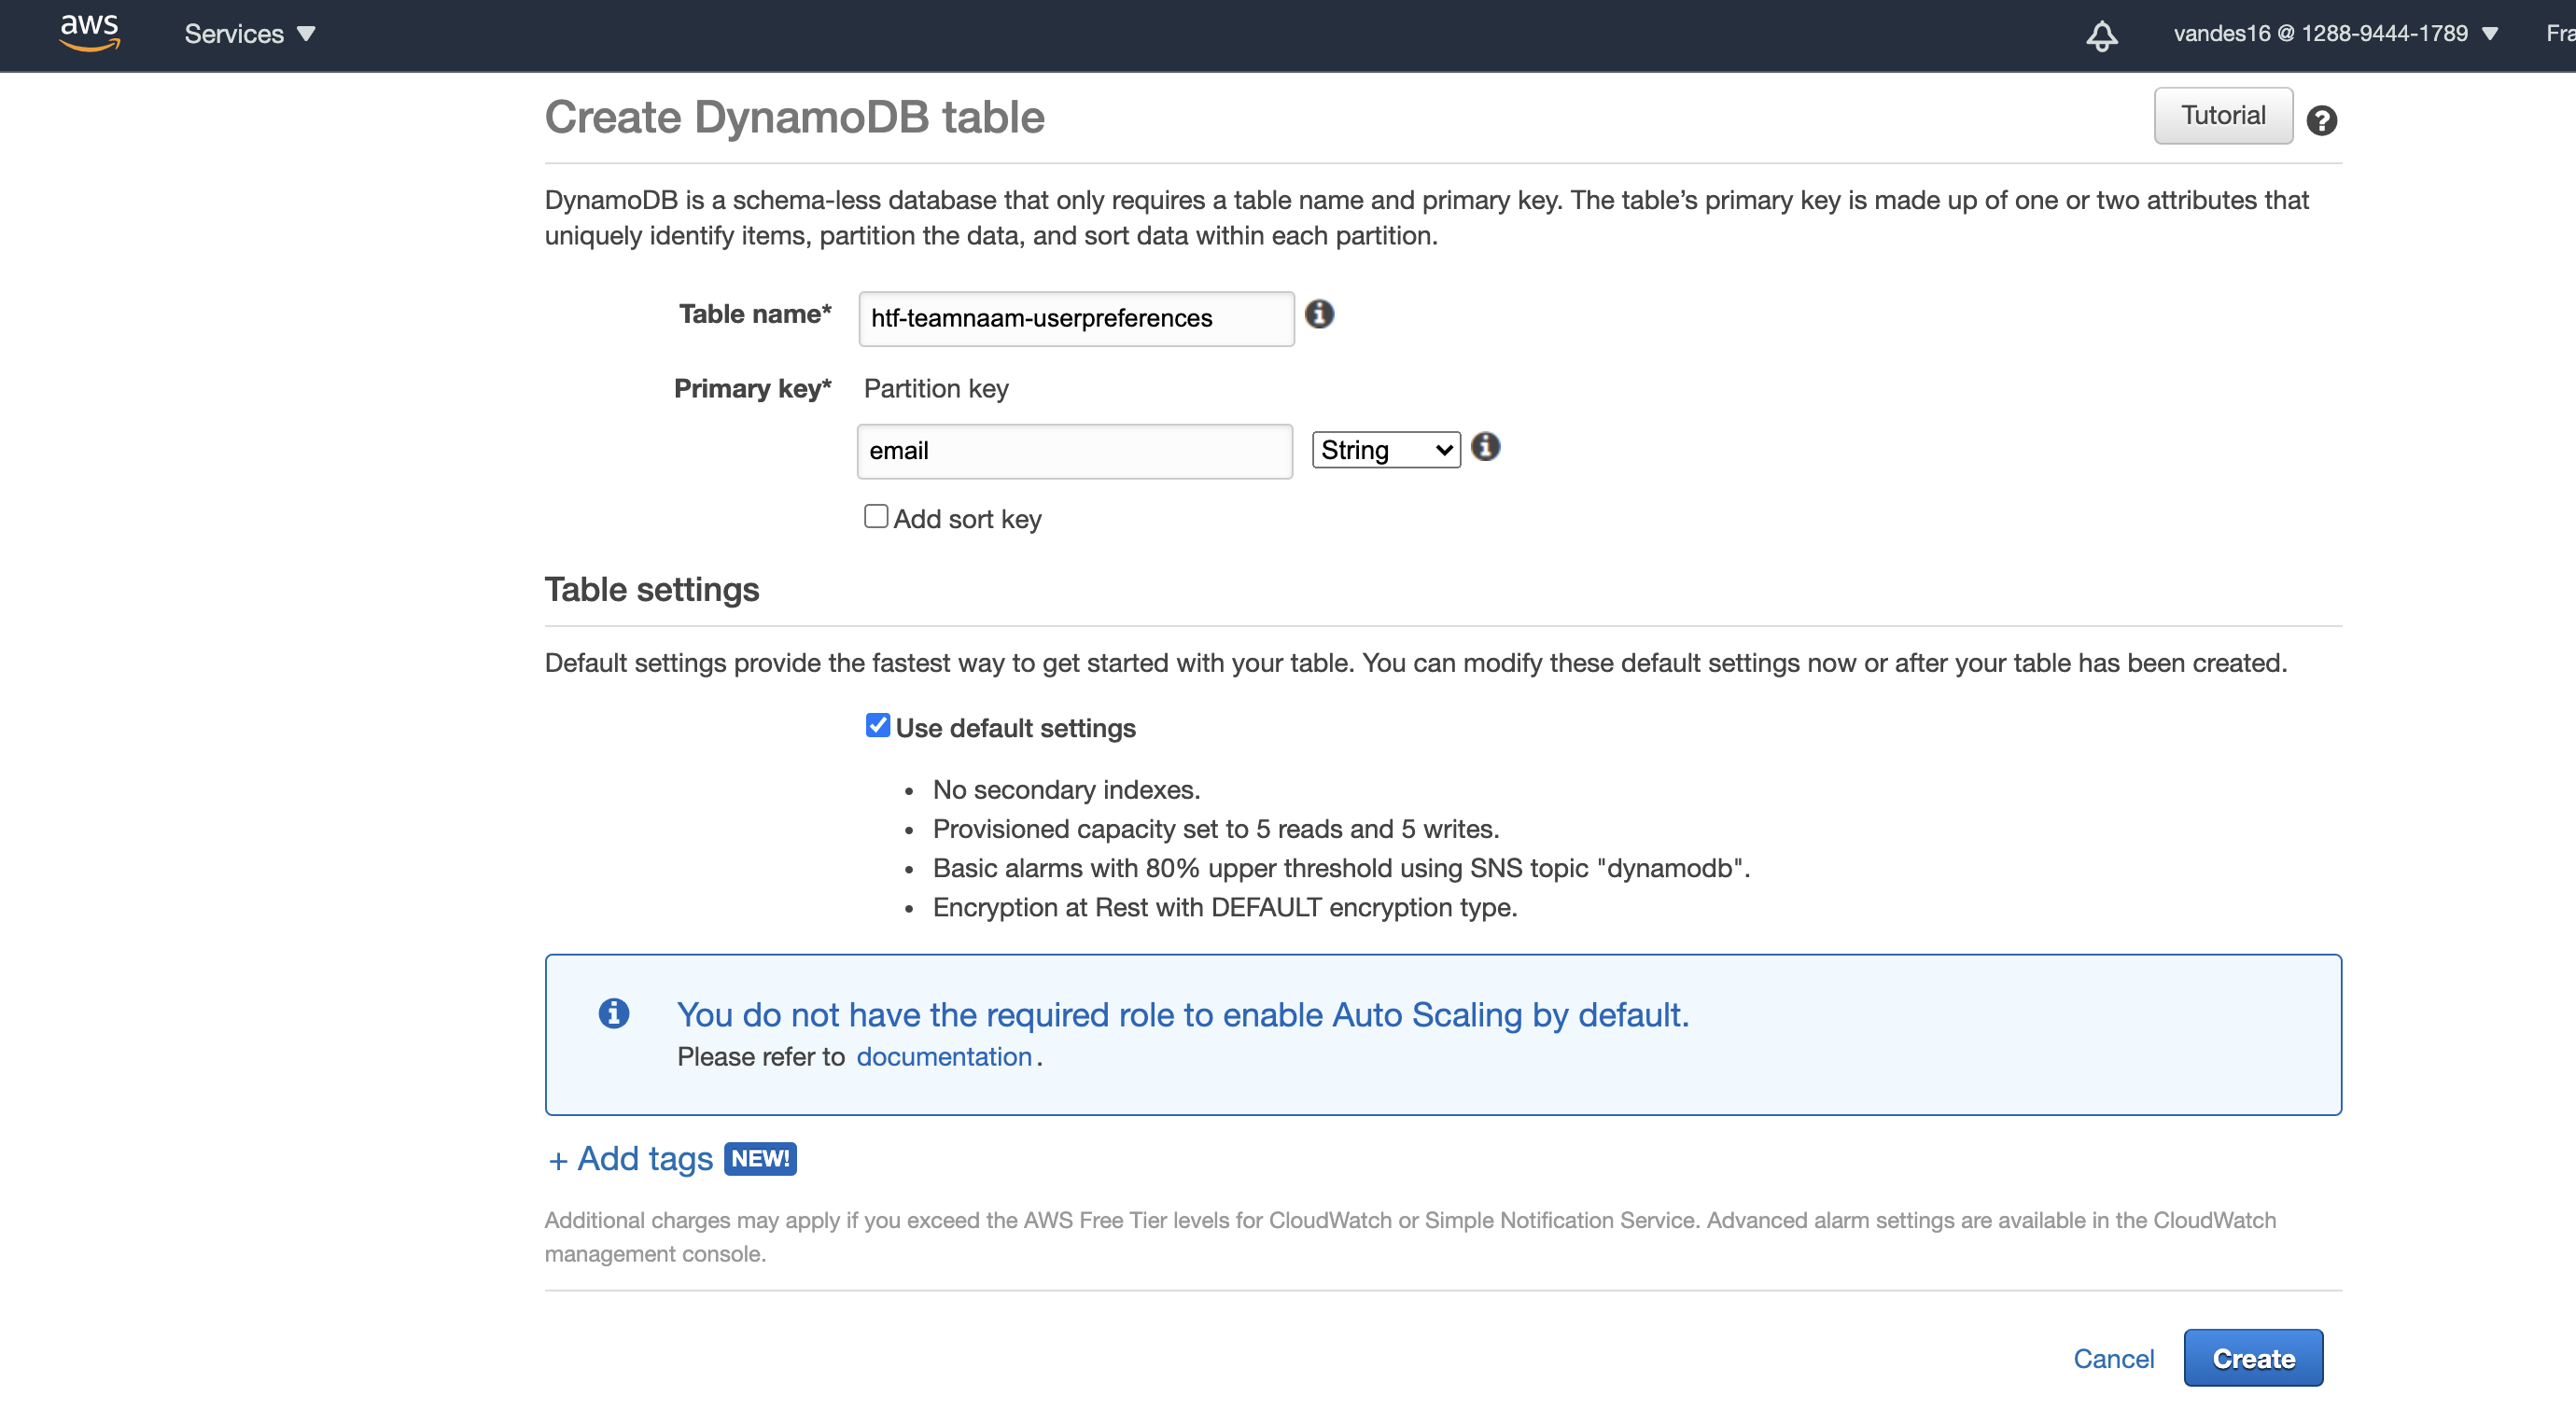 aws
Services
vandes16 @ 1288-9444-1789
Fra
Create DynamoDB table
Tutorial
?
DynamoDB is a schema-less database that only requires a table name and primary key. The table’s primary key is made up of one or two attributes that
uniquely identify items, partition the data, and sort data within each partition.
Table name*
htf-teamnaam-userpreferences
Primary key*
Partition key
email
String
Add sort key
Table settings
Default settings provide the fastest way to get started with your table. You can modify these default settings now or after your table has been created.
Use default settings
• No secondary indexes.
• Provisioned capacity set to 5 reads and 5 writes.
• Basic alarms with 80% upper threshold using SNS topic "dynamodb".
• Encryption at Rest with DEFAULT encryption type.
You do not have the required role to enable Auto Scaling by default.
Please refer to documentation.
+ Add tags NEW!
Additional charges may apply if you exceed the AWS Free Tier levels for CloudWatch or Simple Notification Service. Advanced alarm settings are available in the CloudWatch
management console.
Cancel
Create